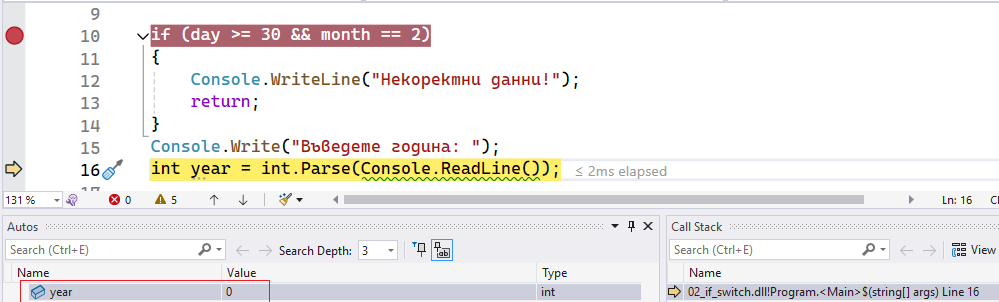 9
10 if (day >= 30 && month == 2)
11 {
12 Console.WriteLine("Некоректни данни!");
13 return;
14 }
15 Console.Write("Въведете година: ");
16 int year = int.Parse(Console.ReadLine()); ≤ 2ms elapsed
131 % 0 5 Ln: 16
Autos Call Stack
Search (Ctrl+E) Search Depth: 3 Search (Ctrl+E) View
Name Value Type Name
year 0 int 02_if_switch.dll!Program.<Main>$(string[] args) Line 16